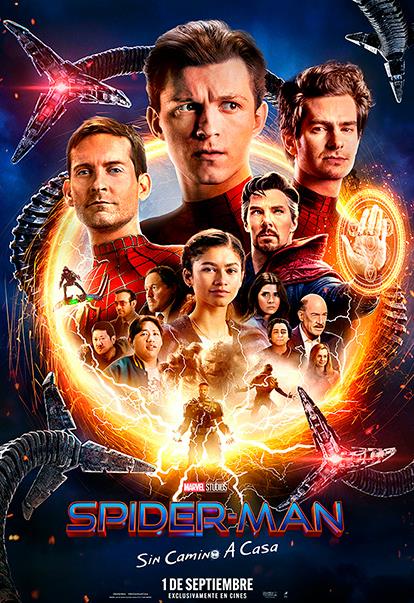 MARVEL STUDIOS
SPIDER-MAN
SIN CAMINO A CASA
1 DE SEPTIEMBRE
EXCLUSIVAMENTE EN CINES